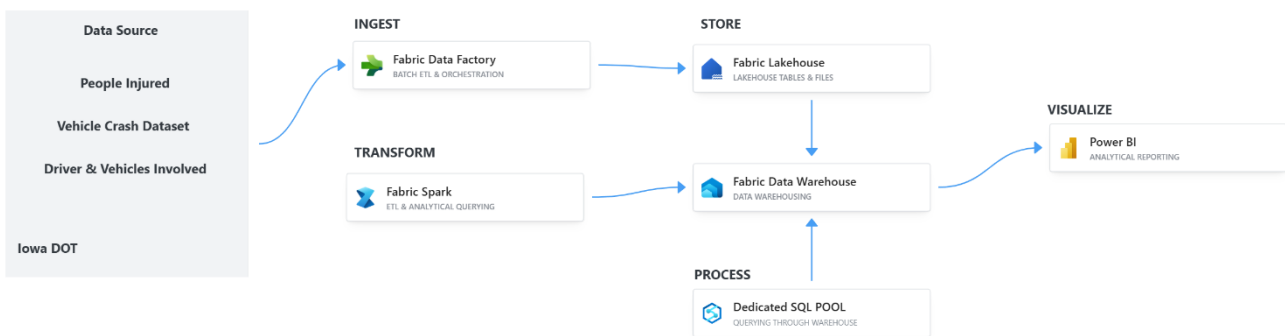 Data Source
People Injured
Vehicle Crash Dataset
Driver & Vehicles Involved
Iowa DOT
INGEST
Fabric Data Factory
BATCH ETL & ORCHESTRATION
TRANSFORM
Fabric Spark
ETL & ANALYTICAL QUERYING
STORE
Fabric Lakehouse
LAKEHOUSE TABLES & FILES
Fabric Data Warehouse
DATA WAREHOUSING
PROCESS
Dedicated SQL POOL
QUERYING THROUGH WAREHOUSE
VISUALIZE
Power BI
ANALYTICAL REPORTING